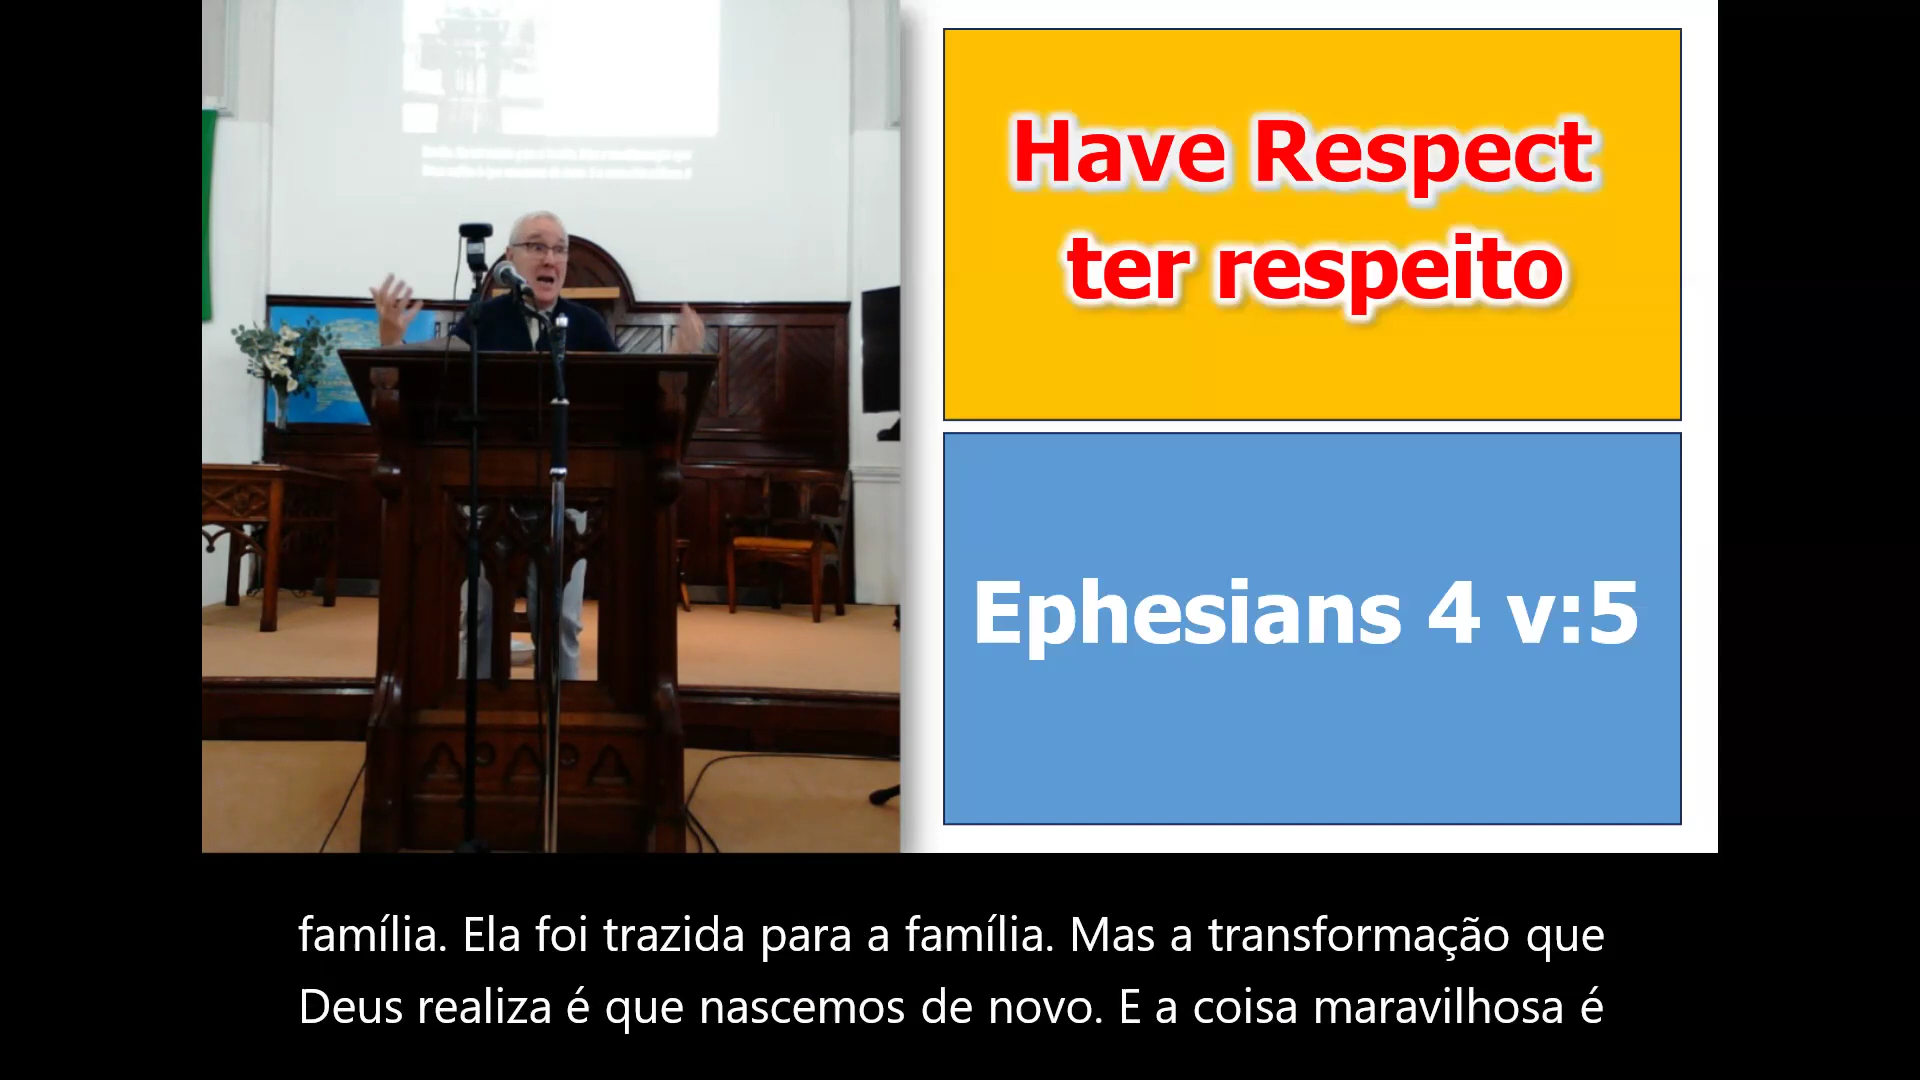 Have Respect
ter respeito
Ephesians 4 v:5
família. Ela foi trazida para a família. Mas a transformação que
Deus realiza é que nascemos de novo. E a coisa maravilhosa é